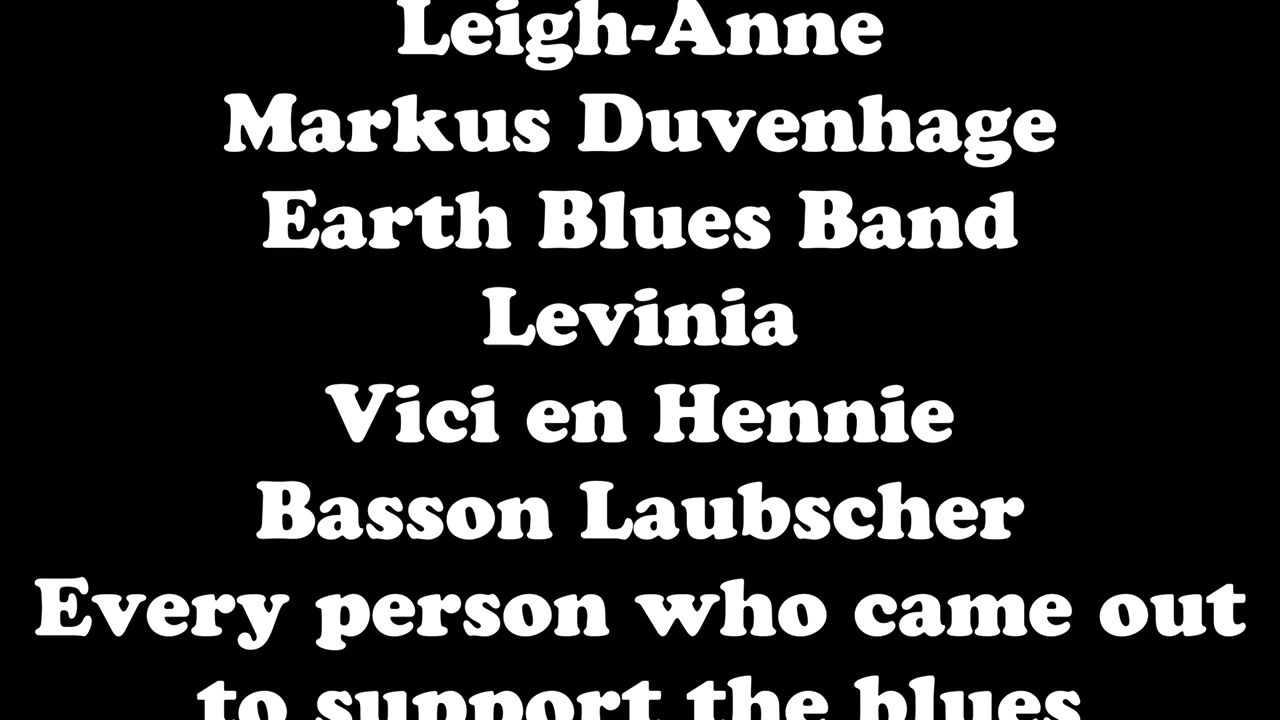 Leigh-Anne
Markus Duvenhage
Earth Blues Band
Levinia
Vici en Hennie
Basson Laubscher
Every person who came out
to support the blues